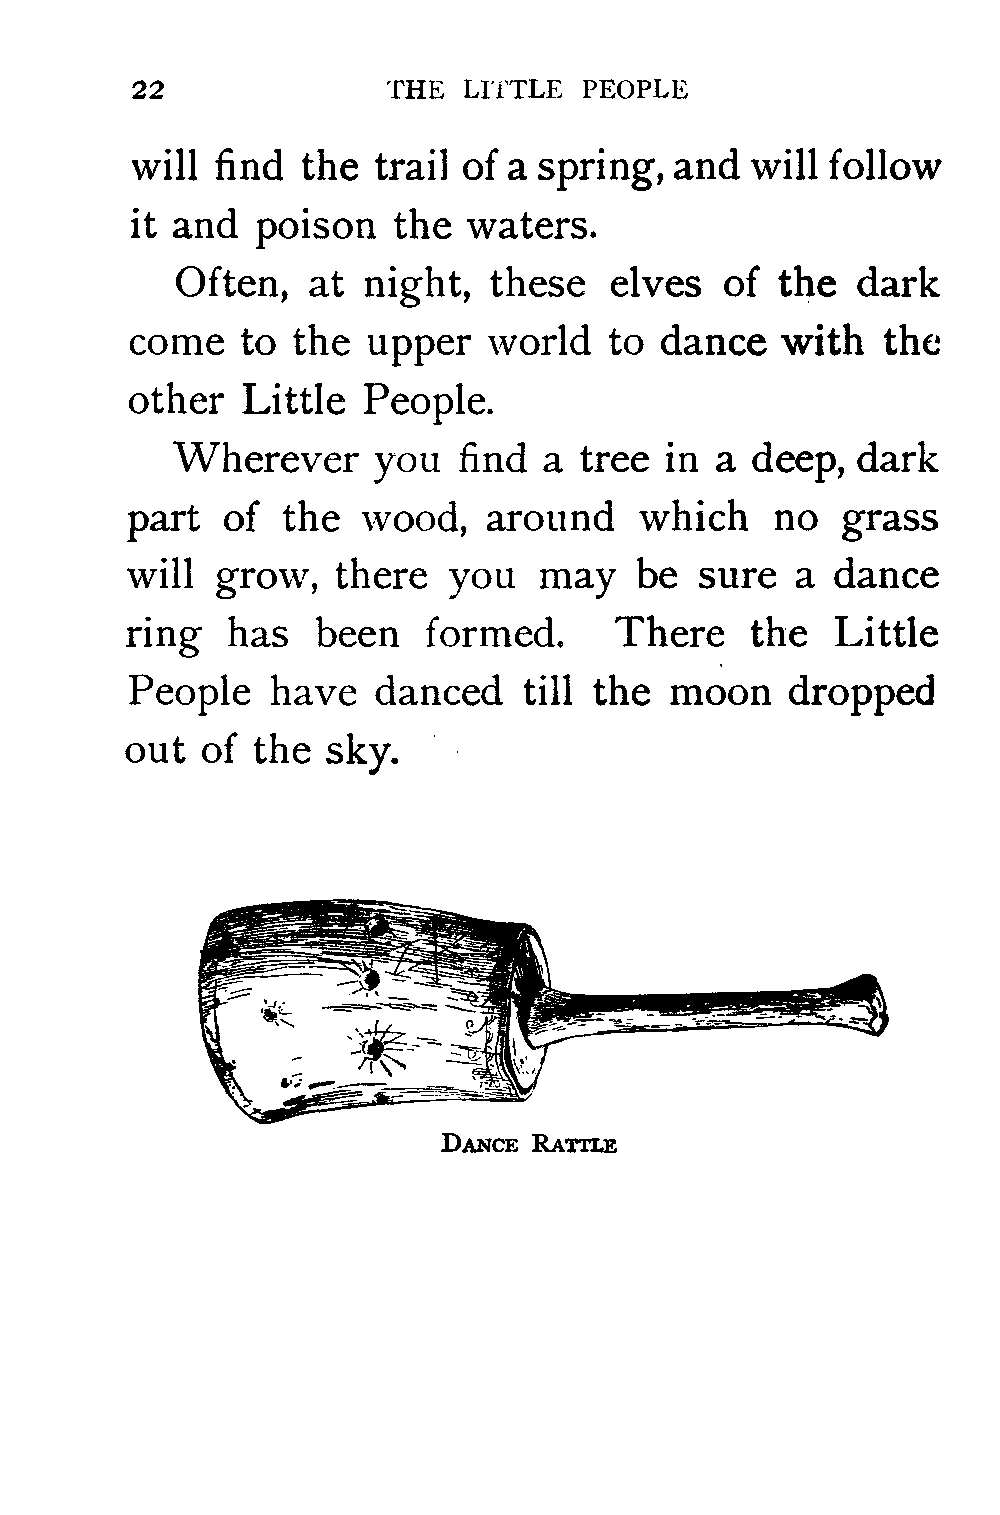 22 THE LITTLE PEOPLE
will find the trail of a spring, and will follow
it and poison the waters.
Often, at night, these elves of the dark
come to the upper world to dance with the
other Little People.
Wherever you find a tree in a deep, dark
part of the wood, around which no grass
will grow, there you may be sure a dance
ring has been formed. There the Little
People have danced till the moon dropped
out of the sky.
DANCE RATTLE